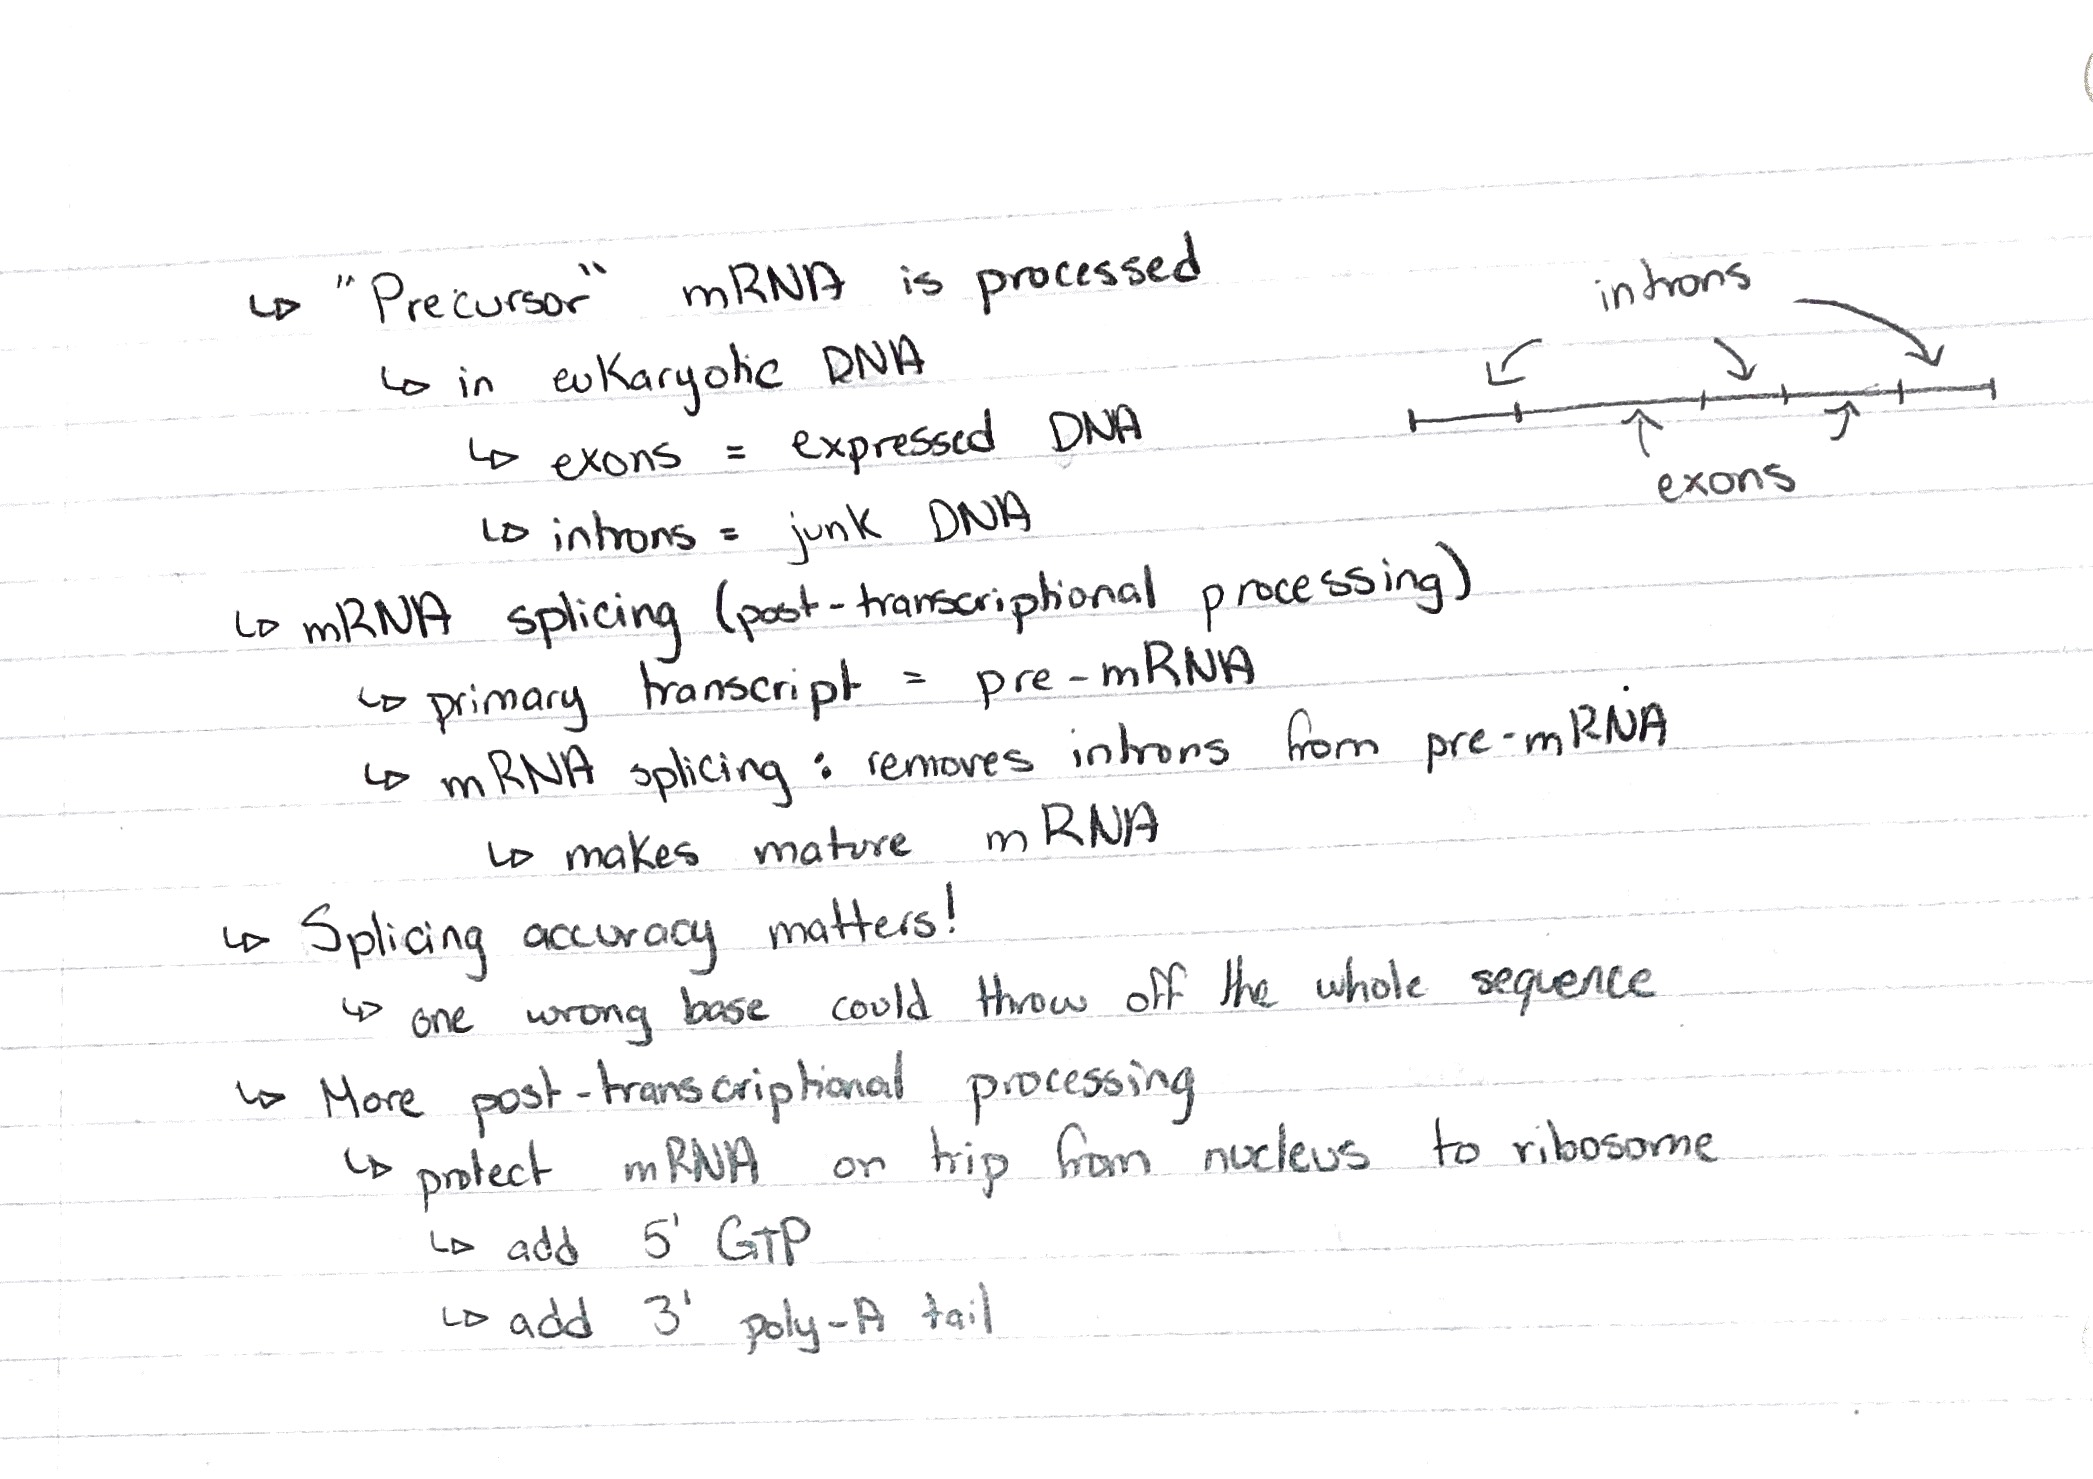 ↳ "Precursor" mRNA is processed
↳ in euKaryotic DNA
↳ exons = expressed DNA
↳ introns = junk DNA
introns
exons
↳ mRNA splicing (post-transcriptional processing)
↳ primary transcript = pre-mRNA
↳ mRNA splicing : removes introns from pre-mRNA
↳ makes mature mRNA
↳ Splicing accuracy matters!
↳ one wrong base could throw off the whole sequence
↳ More post-transcriptional processing
↳ protect mRNA on trip from nucleus to ribosome
↳ add 5' GTP
↳ add 3' poly-A tail